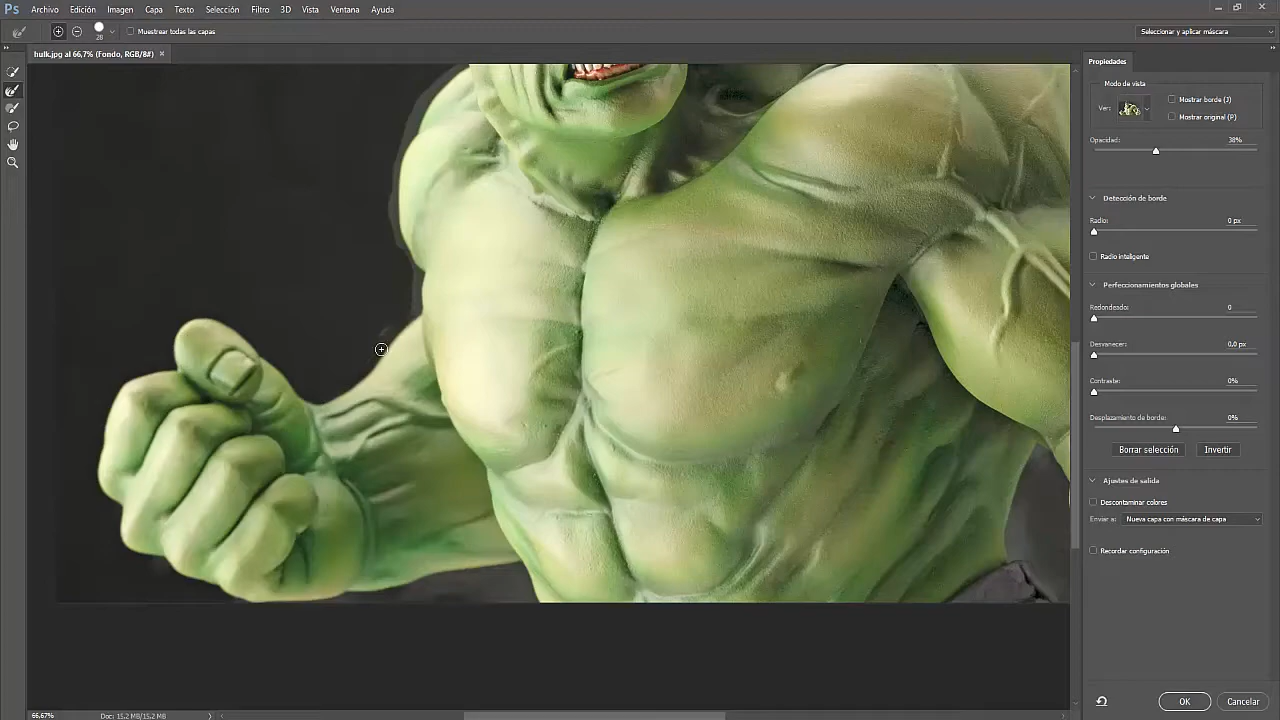 Ps Archivo Edición Imagen Capa Texto Selección Filtro 3D Vista Ventana Ayuda
28 Muestrear todas las capas Seleccionar y aplicar máscara
hulk.jpg al 66,7% (Fondo, RGB/8#) ×
Propiedades
Modo de vista
Ver: Mostrar borde (J)
Mostrar original (P)
Opacidad: 38%
Detección de borde
Radio: 0 px
Radio inteligente
Perfeccionamientos globales
Redondeado: 0
Desvanecer: 0,0 px
Contraste: 0%
Desplazamiento de borde: 0%
Borrar selección Invertir
Ajustes de salida
Descontaminar colores
Enviar a: Nueva capa con máscara de capa
Recordar configuración
OK Cancelar
66,67% Doc: 15,2 MB/15,2 MB